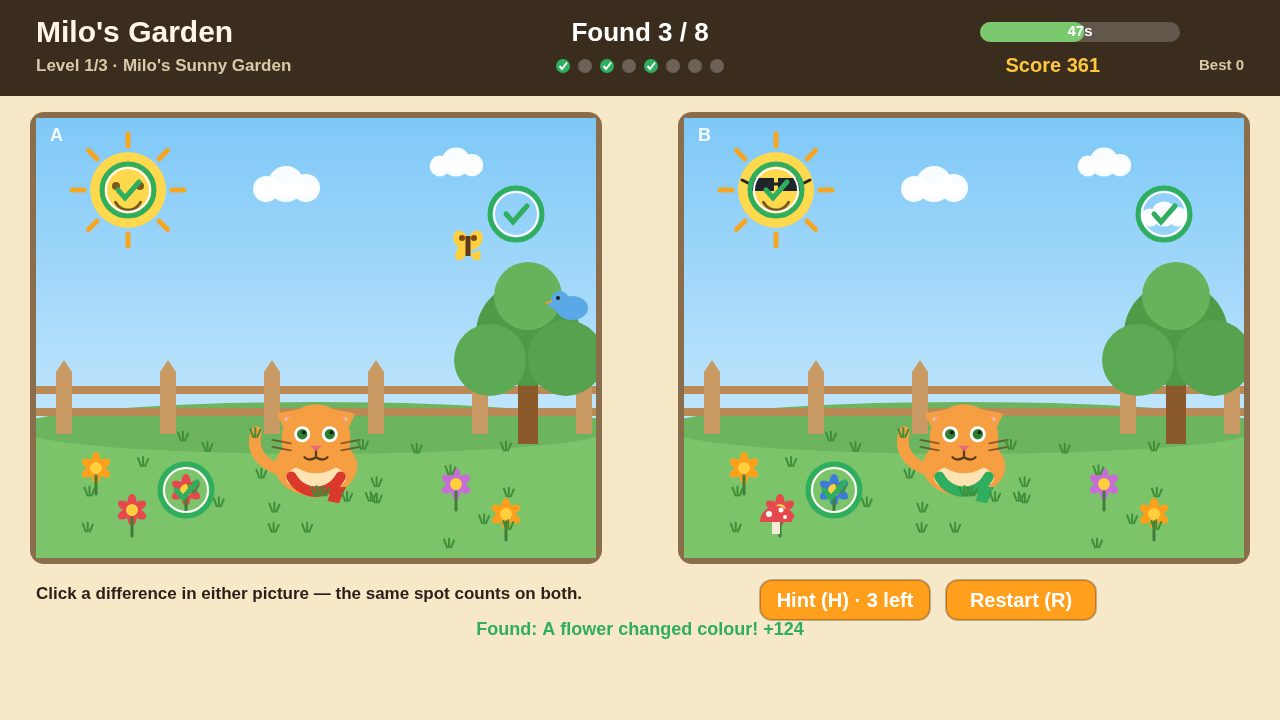 Milo's Garden
Level 1/3 · Milo's Sunny Garden
Found 3 / 8
47s
Score 361
Best 0
A
B
Click a difference in either picture — the same spot counts on both.
Hint (H) · 3 left
Restart (R)
Found: A flower changed colour! +124